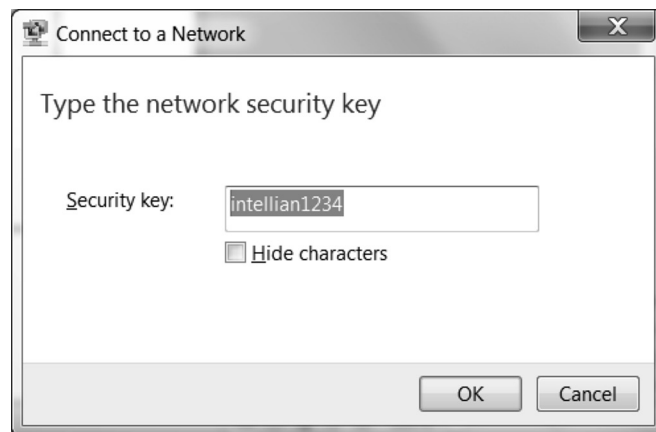 Connect to a Network
Type the network security key
Security key: intellian1234
Hide characters
OK Cancel